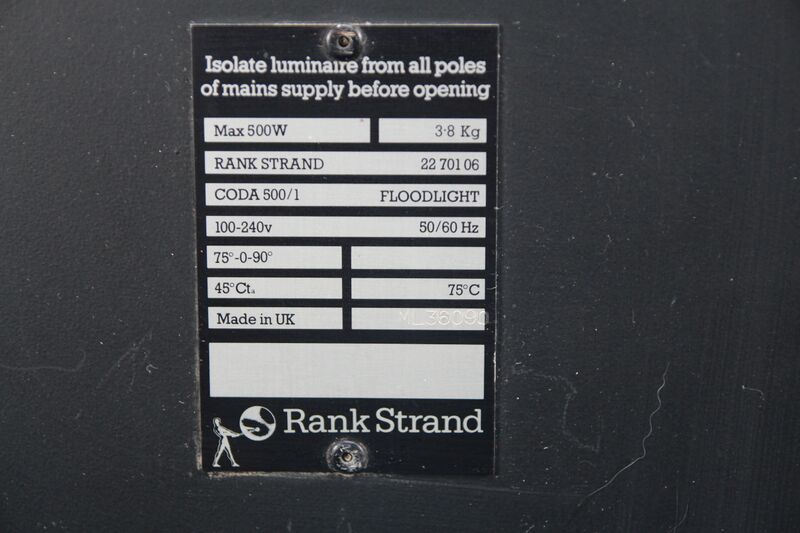 Isolate luminaire from all poles
of mains supply before opening
Max 500W 3·8 Kg
RANK STRAND 22 701 06
CODA 500/1 FLOODLIGHT
100-240v 50/60 Hz
75°-0-90°
45°Cta 75°C
Made in UK ML36090
Rank Strand